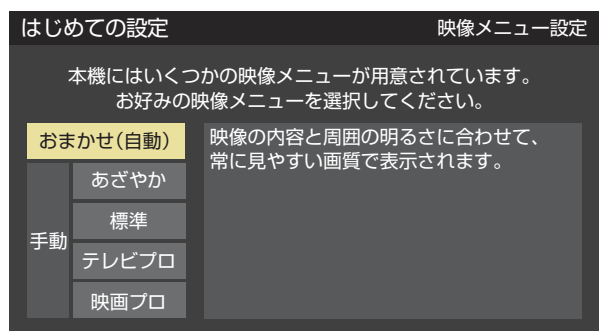 はじめての設定
映像メニュー設定
本機にはいくつかの映像メニューが用意されています。
お好みの映像メニューを選択してください。
おまかせ(自動)
手動
あざやか
標準
テレビプロ
映画プロ
映像の内容と周囲の明るさに合わせて、
常に見やすい画質で表示されます。